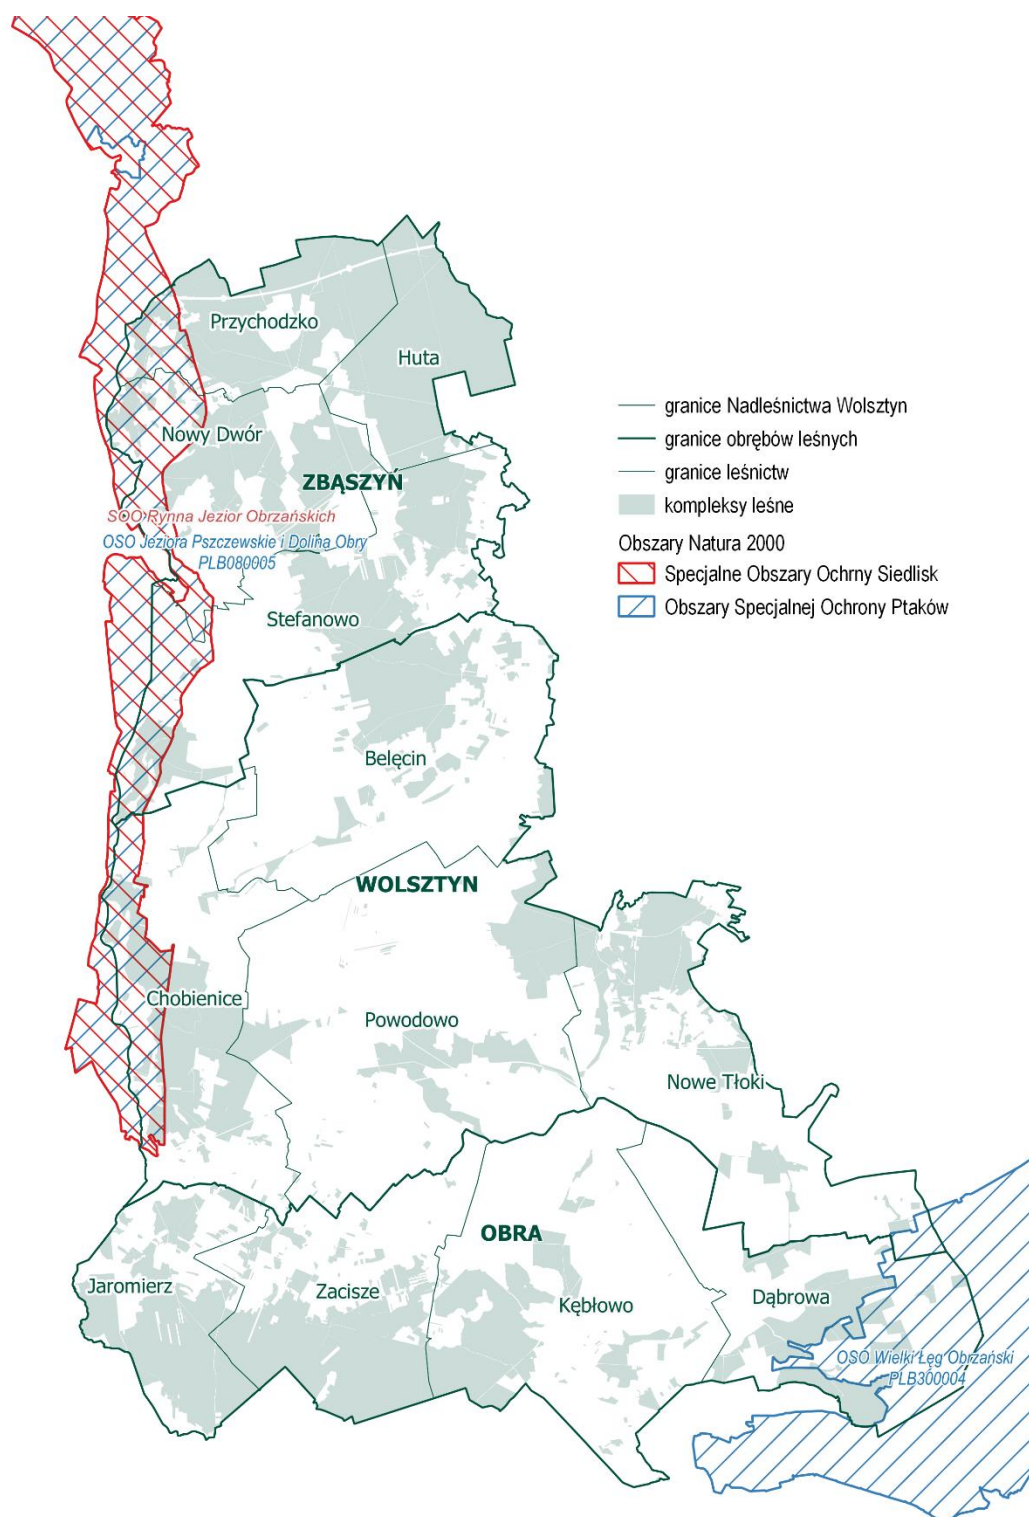 Przychodzko
Huta
Nowy Dwór
ZBĄSZYŃ
SOO Rynna Jezior Obrzańskich
OSO Jeziora Pszczewskie i Dolina Obry
PLB080005
Stefanowo
Belęcin
WOLSZTYN
Chobienice
Powodowo
Nowe Tłoki
OBRA
Jaromierz
Zacisze
Kębłowo
Dąbrowa
OSO Wielki Łęg Obrzański
PLB300004
granice Nadleśnictwa Wolsztyn
granice obrębów leśnych
granice leśnictw
kompleksy leśne
Obszary Natura 2000
Specjalne Obszary Ochrny Siedlisk
Obszary Specjalnej Ochrony Ptaków